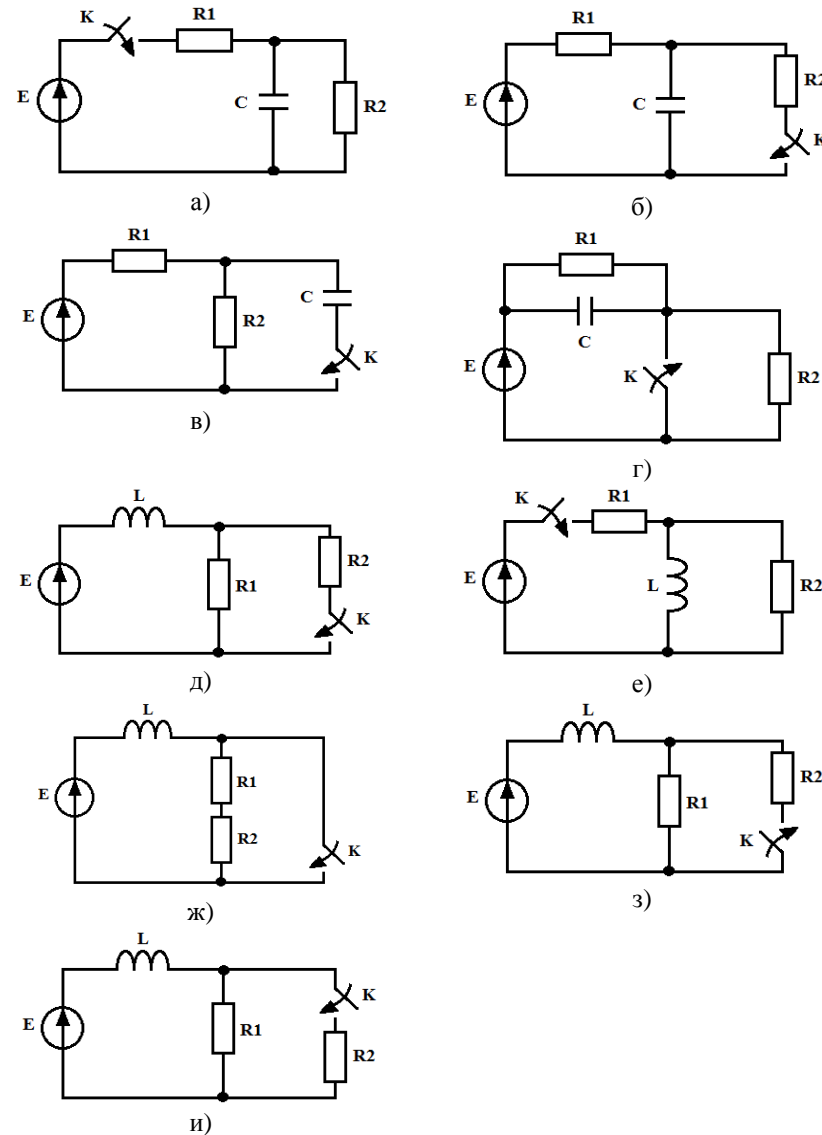 K R1
E C R2
а)
R1
E C R2
K
б)
R1
E R2 C
K
в)
R1
C
E K R2
г)
L
E R1 R2
K
д)
K R1
E L R2
е)
L
E R1
R2 K
ж)
L
E R1 R2
K
з)
L
E R1 K
R2
и)